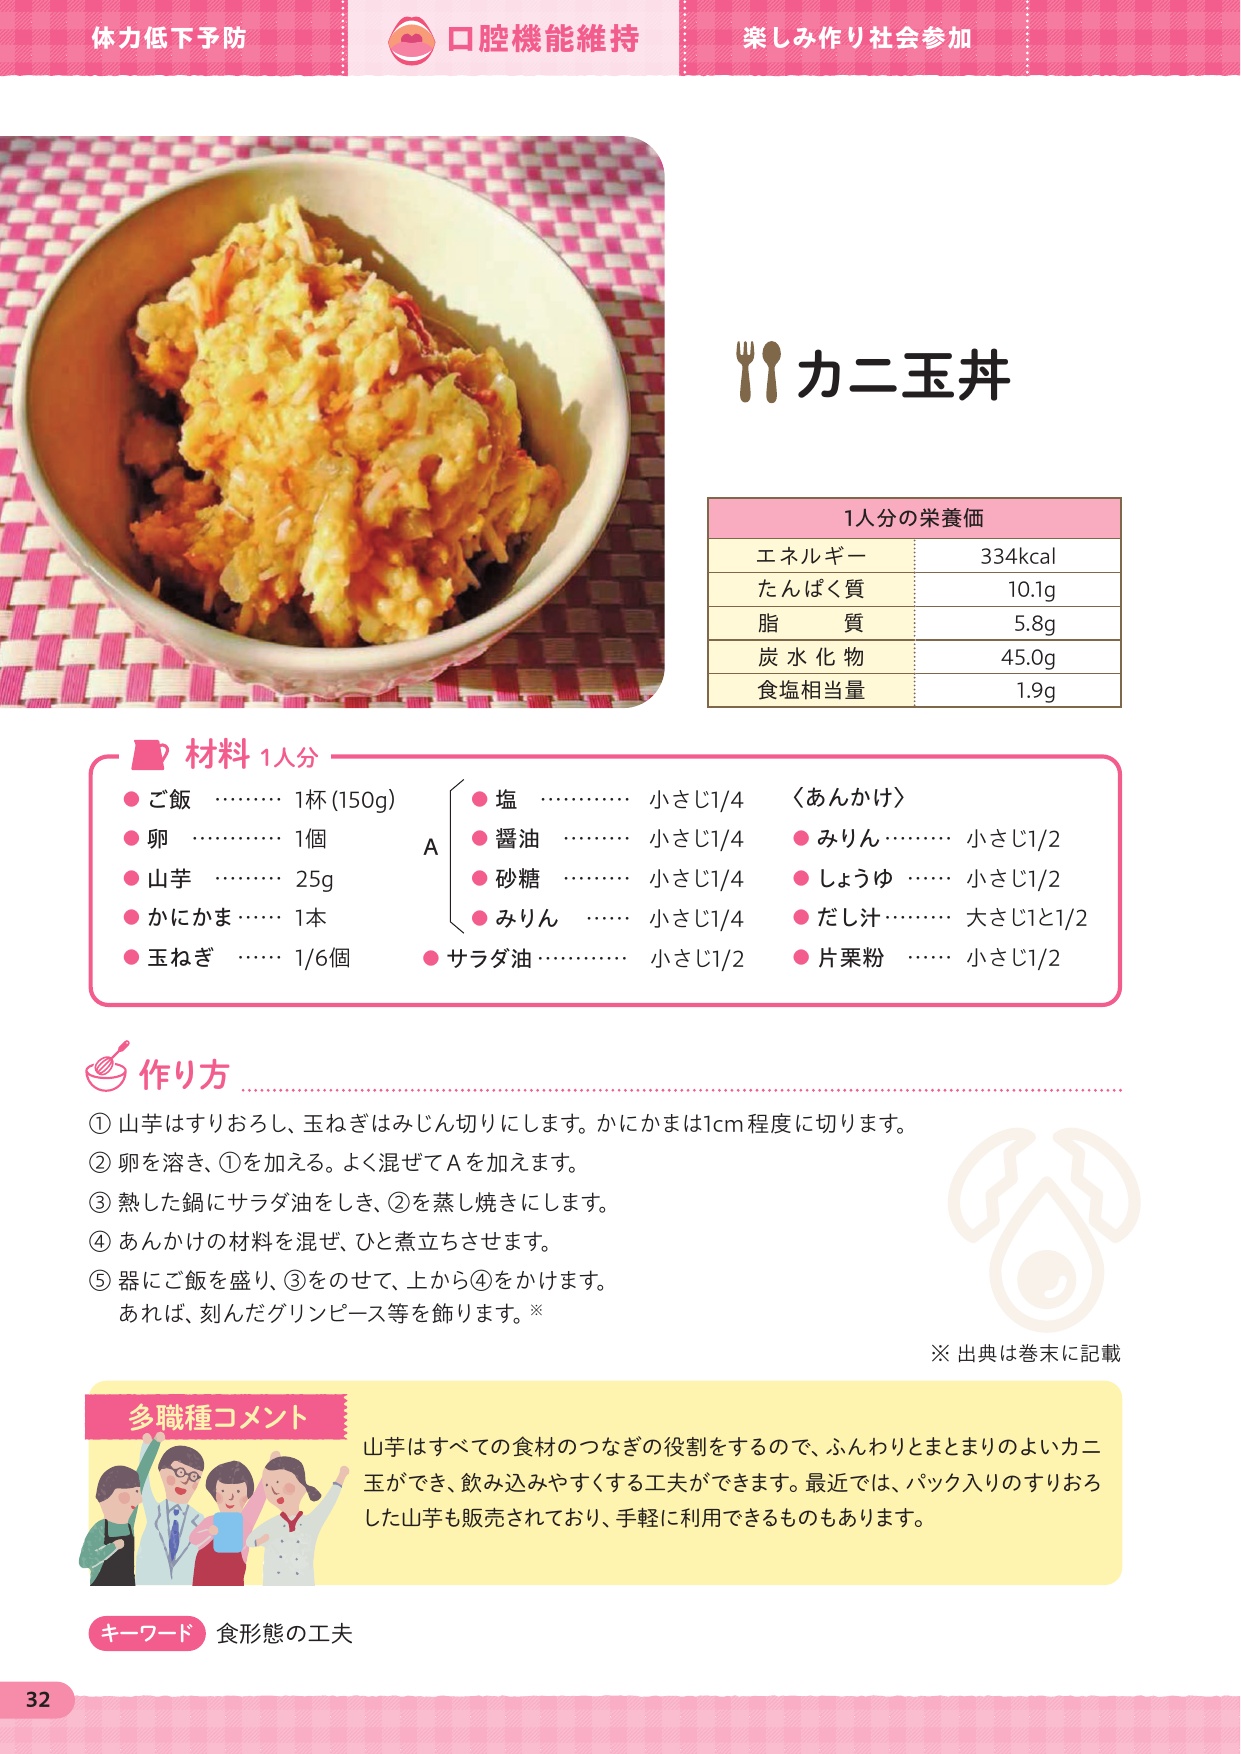 体力低下予防
口腔機能維持
楽しみ作り社会参加
カニ玉丼
1人分の栄養価
エネルギー 334kcal
たんぱく質 10.1g
脂質 5.8g
炭水化物 45.0g
食塩相当量 1.9g
材料 1人分
●ご飯 ……… 1杯(150g)
●卵 ………… 1個
●山芋 ……… 25g
●かにかま…… 1本
●玉ねぎ …… 1/6個
A
●塩 ………… 小さじ1/4
●醤油 ……… 小さじ1/4
●砂糖 ……… 小さじ1/4
●みりん …… 小さじ1/4
●サラダ油………… 小さじ1/2
〈あんかけ〉
●みりん……… 小さじ1/2
●しょうゆ …… 小さじ1/2
●だし汁……… 大さじ1と1/2
●片栗粉 …… 小さじ1/2
作り方
① 山芋はすりおろし、玉ねぎはみじん切りにします。かにかまは1cm程度に切ります。
② 卵を溶き、①を加える。よく混ぜてAを加えます。
③ 熱した鍋にサラダ油をしき、②を蒸し焼きにします。
④ あんかけの材料を混ぜ、ひと煮立ちさせます。
⑤ 器にご飯を盛り、③をのせて、上から④をかけます。
あれば、刻んだグリンピース等を飾ります。※
※ 出典は巻末に記載
多職種コメント
山芋はすべての食材のつなぎの役割をするので、ふんわりとまとまりのよいカニ
玉ができ、飲み込みやすくする工夫ができます。最近では、パック入りのすりおろ
した山芋も販売されており、手軽に利用できるものもあります。
キーワード 食形態の工夫
32